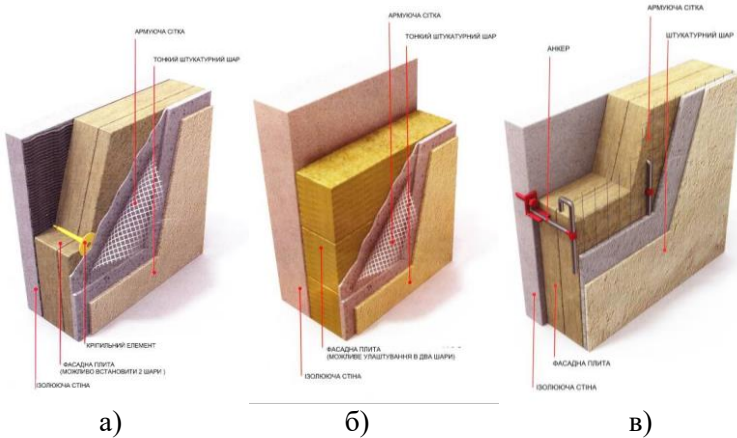 АРМУЮЧА СІТКА
ТОНКИЙ ШТУКАТУРНИЙ ШАР
КРІПИЛЬНИЙ ЕЛЕМЕНТ
ФАСАДНА ПЛИТА
(МОЖЛИВО ВСТАНОВИТИ 2 ШАРИ )
ІЗОЛЮЮЧА СТІНА
а)
АРМУЮЧА СІТКА
ТОНКИЙ ШТУКАТУРНИЙ ШАР
ФАСАДНА ПЛИТА
(МОЖЛИВЕ УЛАШТУВАННЯ В ДВА ШАРИ)
ІЗОЛЮЮЧА СТІНА
б)
АРМУЮЧА СІТКА
ШТУКАТУРНИЙ ШАР
АНКЕР
ФАСАДНА ПЛИТА
ІЗОЛЮЮЧА СТІНА
в)